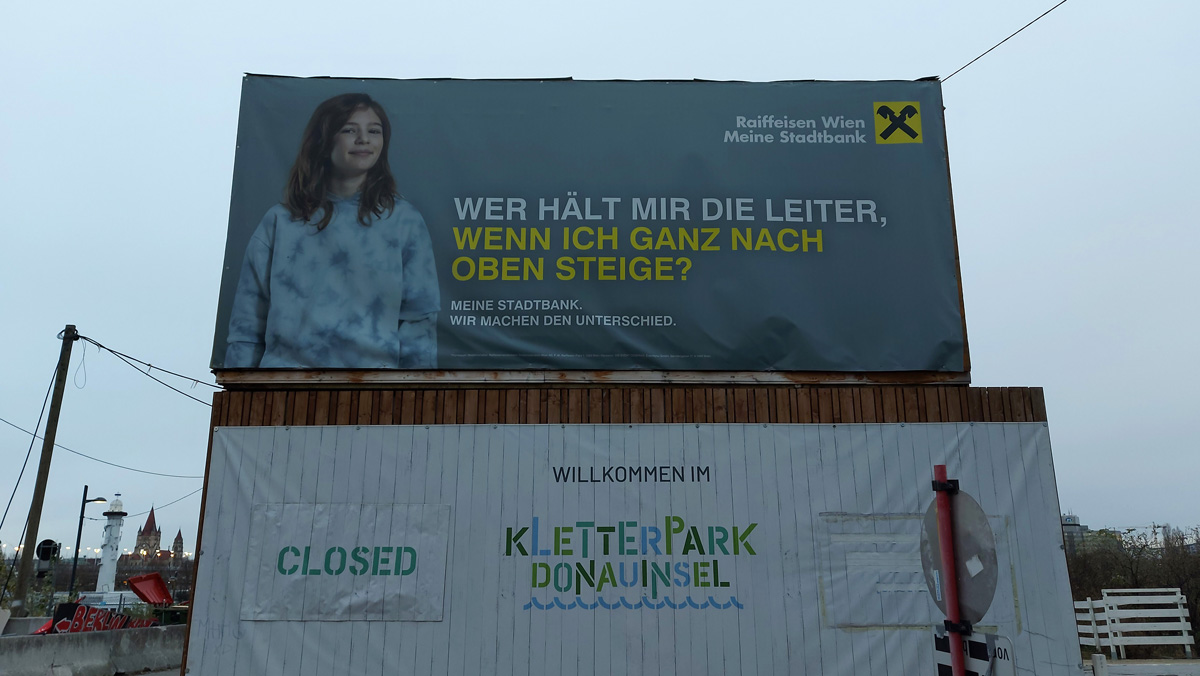 Raiffeisen Wien
Meine Stadtbank
WER HÄLT MIR DIE LEITER,
WENN ICH GANZ NACH
OBEN STEIGE?
MEINE STADTBANK.
WIR MACHEN DEN UNTERSCHIED.
WILLKOMMEN IM
KLETTERPARK
DONAUINSEL
CLOSED